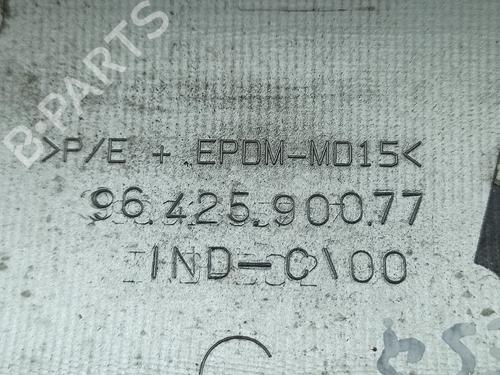 B-PARTS
>P/E + EPDM-MD15<
96.425.900.77
IND-C\00